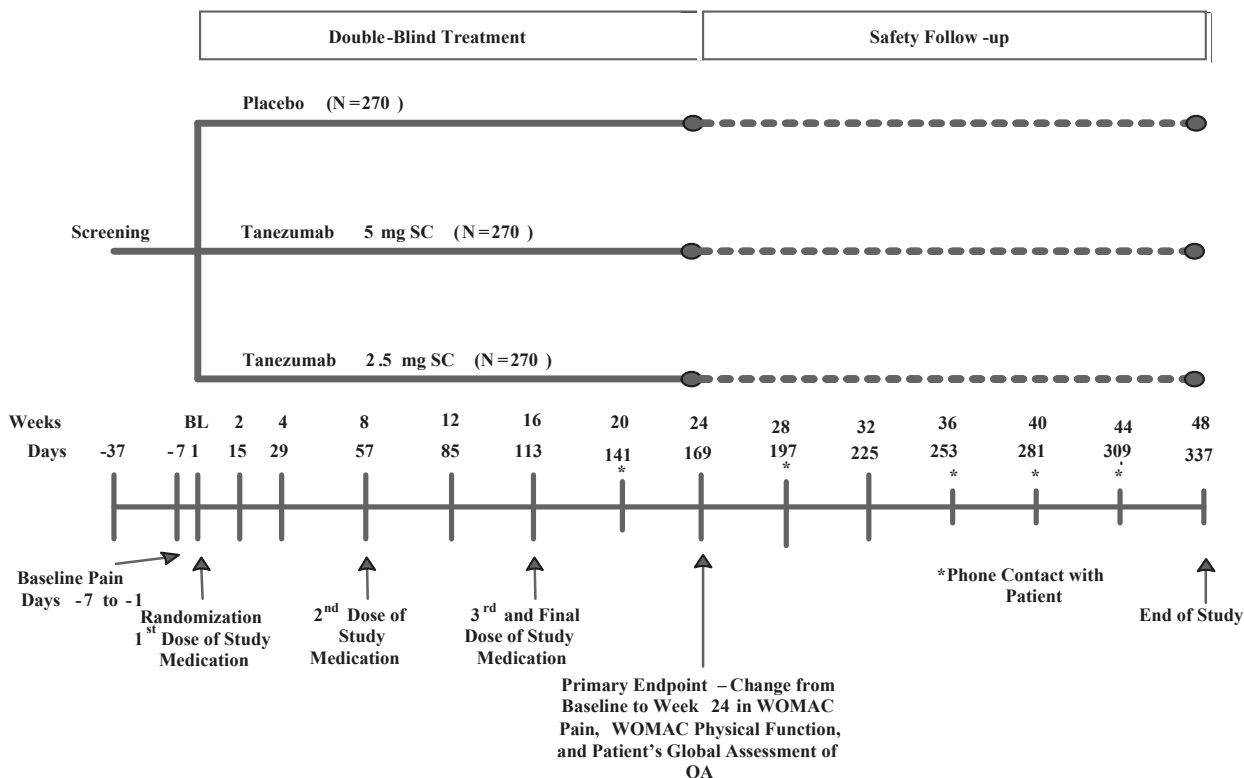 Double-Blind Treatment
Safety Follow -up
Placebo (N=270 )
Screening
Tanezumab 5 mg SC (N=270 )
Tanezumab 2.5 mg SC (N=270 )
Weeks BL 2 4 8 12 16 20 24 28 32 36 40 44 48
Days -37 -7 1 15 29 57 85 113 141 169 197 225 253 281 309 337
* * * * *
Baseline Pain
Days -7 to -1
Randomization
1st Dose of Study
Medication
2nd Dose of
Study
Medication
3rd and Final
Dose of Study
Medication
Primary Endpoint – Change from
Baseline to Week 24 in WOMAC
Pain, WOMAC Physical Function,
and Patient's Global Assessment of
OA
*Phone Contact with
Patient
End of Study